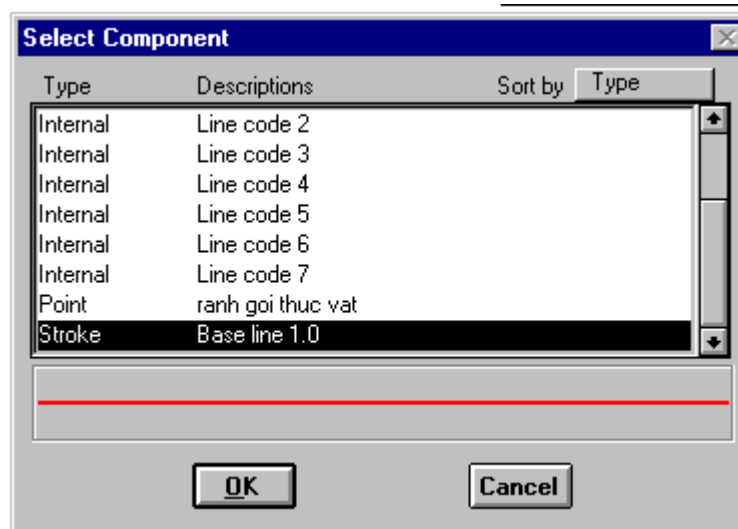 Select Component
Type Descriptions Sort by Type
Internal Line code 2
Internal Line code 3
Internal Line code 4
Internal Line code 5
Internal Line code 6
Internal Line code 7
Point ranh goi thuc vat
Stroke Base line 1.0
OK Cancel